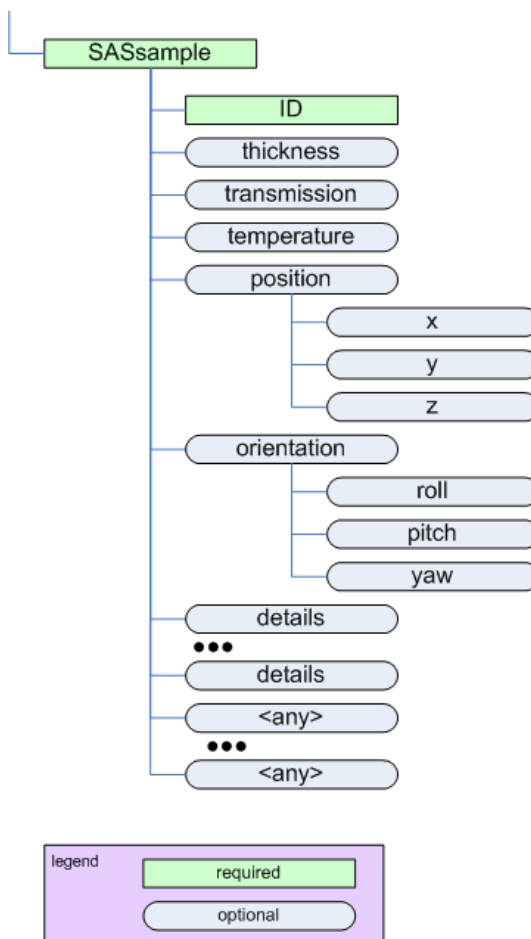 SASsample
ID
thickness
transmission
temperature
position
x
y
z
orientation
roll
pitch
yaw
details
•••
details
<any>
•••
<any>
legend
required
optional